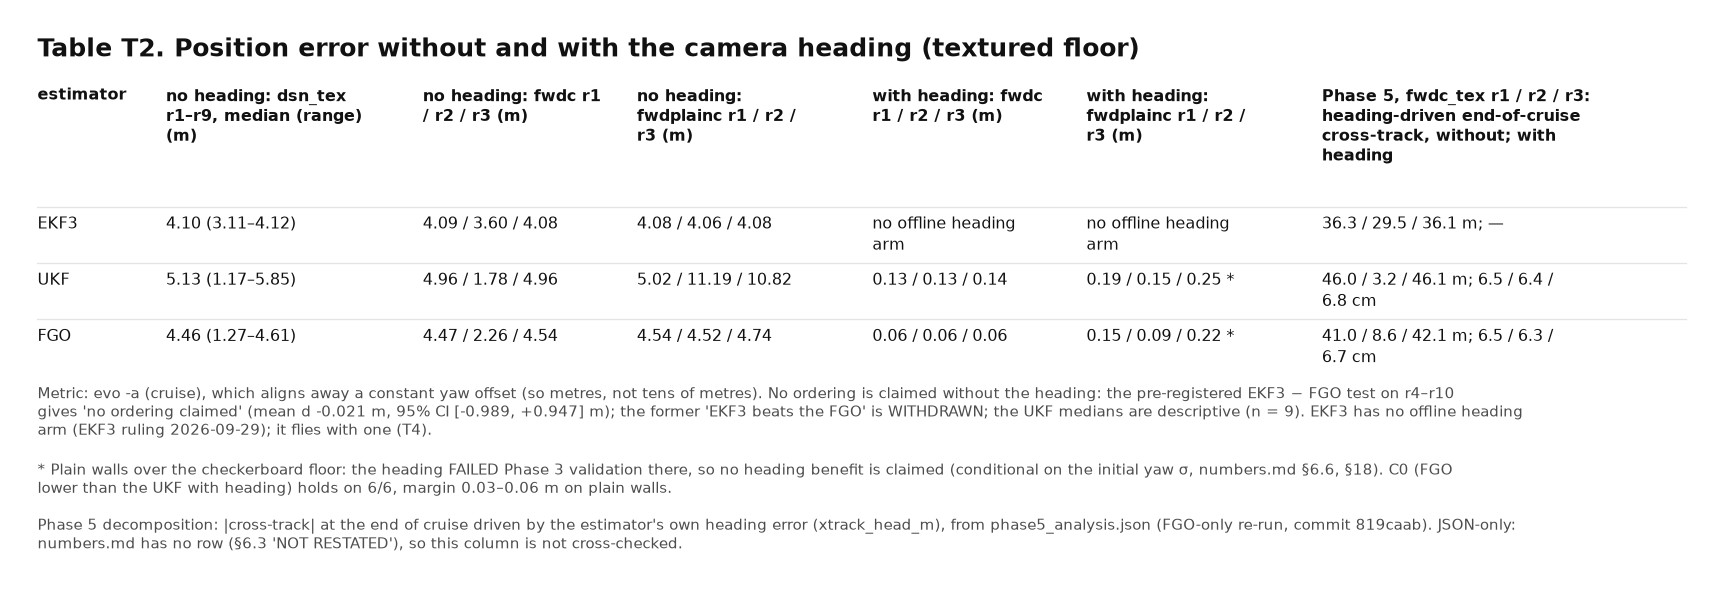 Table T2. Position error without and with the camera heading (textured floor)
estimator
no heading: dsn_tex
r1–r9, median (range)
(m)
no heading: fwdc r1
/ r2 / r3 (m)
no heading:
fwdplainc r1 / r2 /
r3 (m)
with heading: fwdc
r1 / r2 / r3 (m)
with heading:
fwdplainc r1 / r2 /
r3 (m)
Phase 5, fwdc_tex r1 / r2 / r3:
heading-driven end-of-cruise
cross-track, without; with
heading
EKF3
4.10 (3.11–4.12)
4.09 / 3.60 / 4.08
4.08 / 4.06 / 4.08
no offline heading
arm
no offline heading
arm
36.3 / 29.5 / 36.1 m; —
UKF
5.13 (1.17–5.85)
4.96 / 1.78 / 4.96
5.02 / 11.19 / 10.82
0.13 / 0.13 / 0.14
0.19 / 0.15 / 0.25 *
46.0 / 3.2 / 46.1 m; 6.5 / 6.4 /
6.8 cm
FGO
4.46 (1.27–4.61)
4.47 / 2.26 / 4.54
4.54 / 4.52 / 4.74
0.06 / 0.06 / 0.06
0.15 / 0.09 / 0.22 *
41.0 / 8.6 / 42.1 m; 6.5 / 6.3 /
6.7 cm
Metric: evo -a (cruise), which aligns away a constant yaw offset (so metres, not tens of metres). No ordering is claimed without the heading: the pre-registered EKF3 − FGO test on r4–r10
gives 'no ordering claimed' (mean d -0.021 m, 95% CI [-0.989, +0.947] m); the former 'EKF3 beats the FGO' is WITHDRAWN; the UKF medians are descriptive (n = 9). EKF3 has no offline heading
arm (EKF3 ruling 2026-09-29); it flies with one (T4).
* Plain walls over the checkerboard floor: the heading FAILED Phase 3 validation there, so no heading benefit is claimed (conditional on the initial yaw σ, numbers.md §6.6, §18). C0 (FGO
lower than the UKF with heading) holds on 6/6, margin 0.03–0.06 m on plain walls.
Phase 5 decomposition: |cross-track| at the end of cruise driven by the estimator's own heading error (xtrack_head_m), from phase5_analysis.json (FGO-only re-run, commit 819caab). JSON-only:
numbers.md has no row (§6.3 'NOT RESTATED'), so this column is not cross-checked.